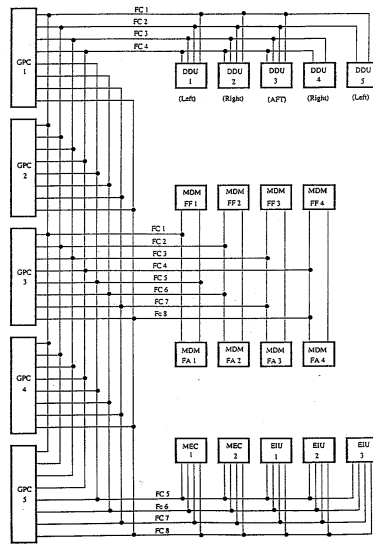 FC 1
FC 2
FC 3
FC 4
GPC
1
DDU
1
DDU
2
DDU
3
DDU
4
DDU
5
(Left)
(Right)
(AFT)
(Right)
(Left)
GPC
2
MDM
FF 1
MDM
FF 2
MDM
FF 3
MDM
FF 4
GPC
3
FC 1
FC 2
FC 3
FC 4
FC 5
FC 6
FC 7
Fc 8
MDM
FA 1
MDM
FA 2
MDM
FA 3
MDM
FA 4
GPC
4
MEC
1
MEC
2
EIU
1
EIU
2
EIU
3
GPC
5
FC 5
Fc 6
FC 7
FC 8